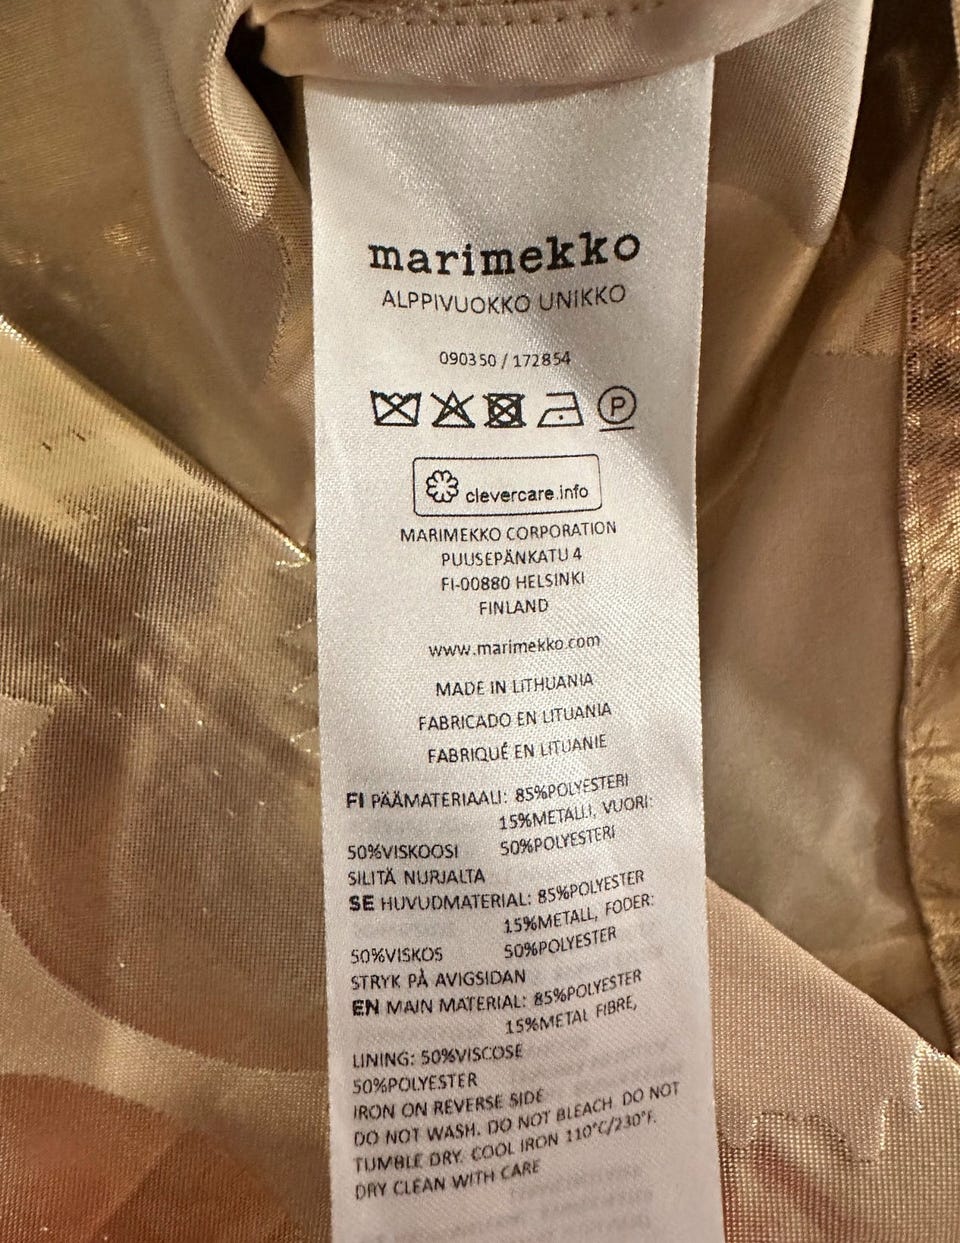 marimekko
ALPPIVUOKKO UNIKKO
090350 / 172854
P
clevercare.info
MARIMEKKO CORPORATION
PUUSEPÄNKATU 4
FI-00880 HELSINKI
FINLAND
www.marimekko.com
MADE IN LITHUANIA
FABRICADO EN LITUANIA
FABRIQUÉ EN LITUANIE
FI PÄÄMATERIAALI: 85%POLYESTERI
15%METALLI, VUORI:
50%VISKOOSI 50%POLYESTERI
SILITÄ NURJALTA
SE HUVUDMATERIAL: 85%POLYESTER
15%METALL, FODER:
50%VISKOS 50%POLYESTER
STRYK PÅ AVIGSIDAN
EN MAIN MATERIAL: 85%POLYESTER
15%METAL FIBRE,
LINING: 50%VISCOSE
50%POLYESTER
IRON ON REVERSE SIDE
DO NOT WASH. DO NOT BLEACH DO NOT
TUMBLE DRY. COOL IRON 110°C/230°F.
DRY CLEAN WITH CARE